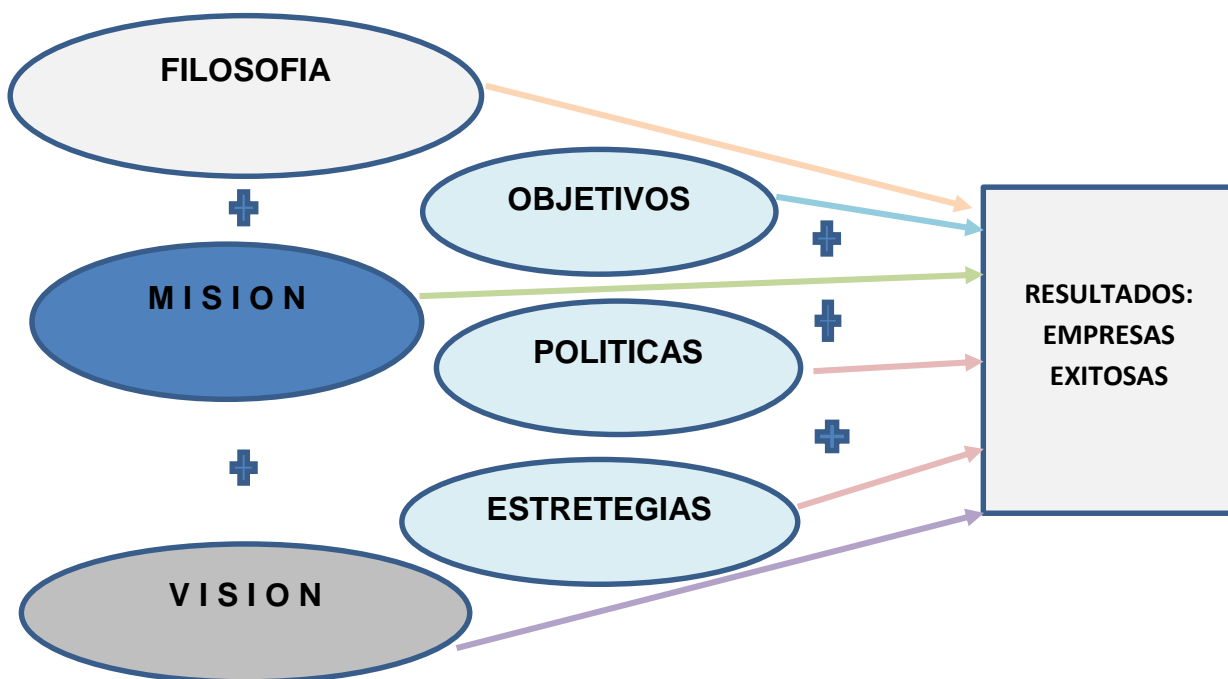 FILOSOFIA
OBJETIVOS
M I S I O N
POLITICAS
ESTRETEGIAS
V I S I O N
RESULTADOS:
EMPRESAS
EXITOSAS